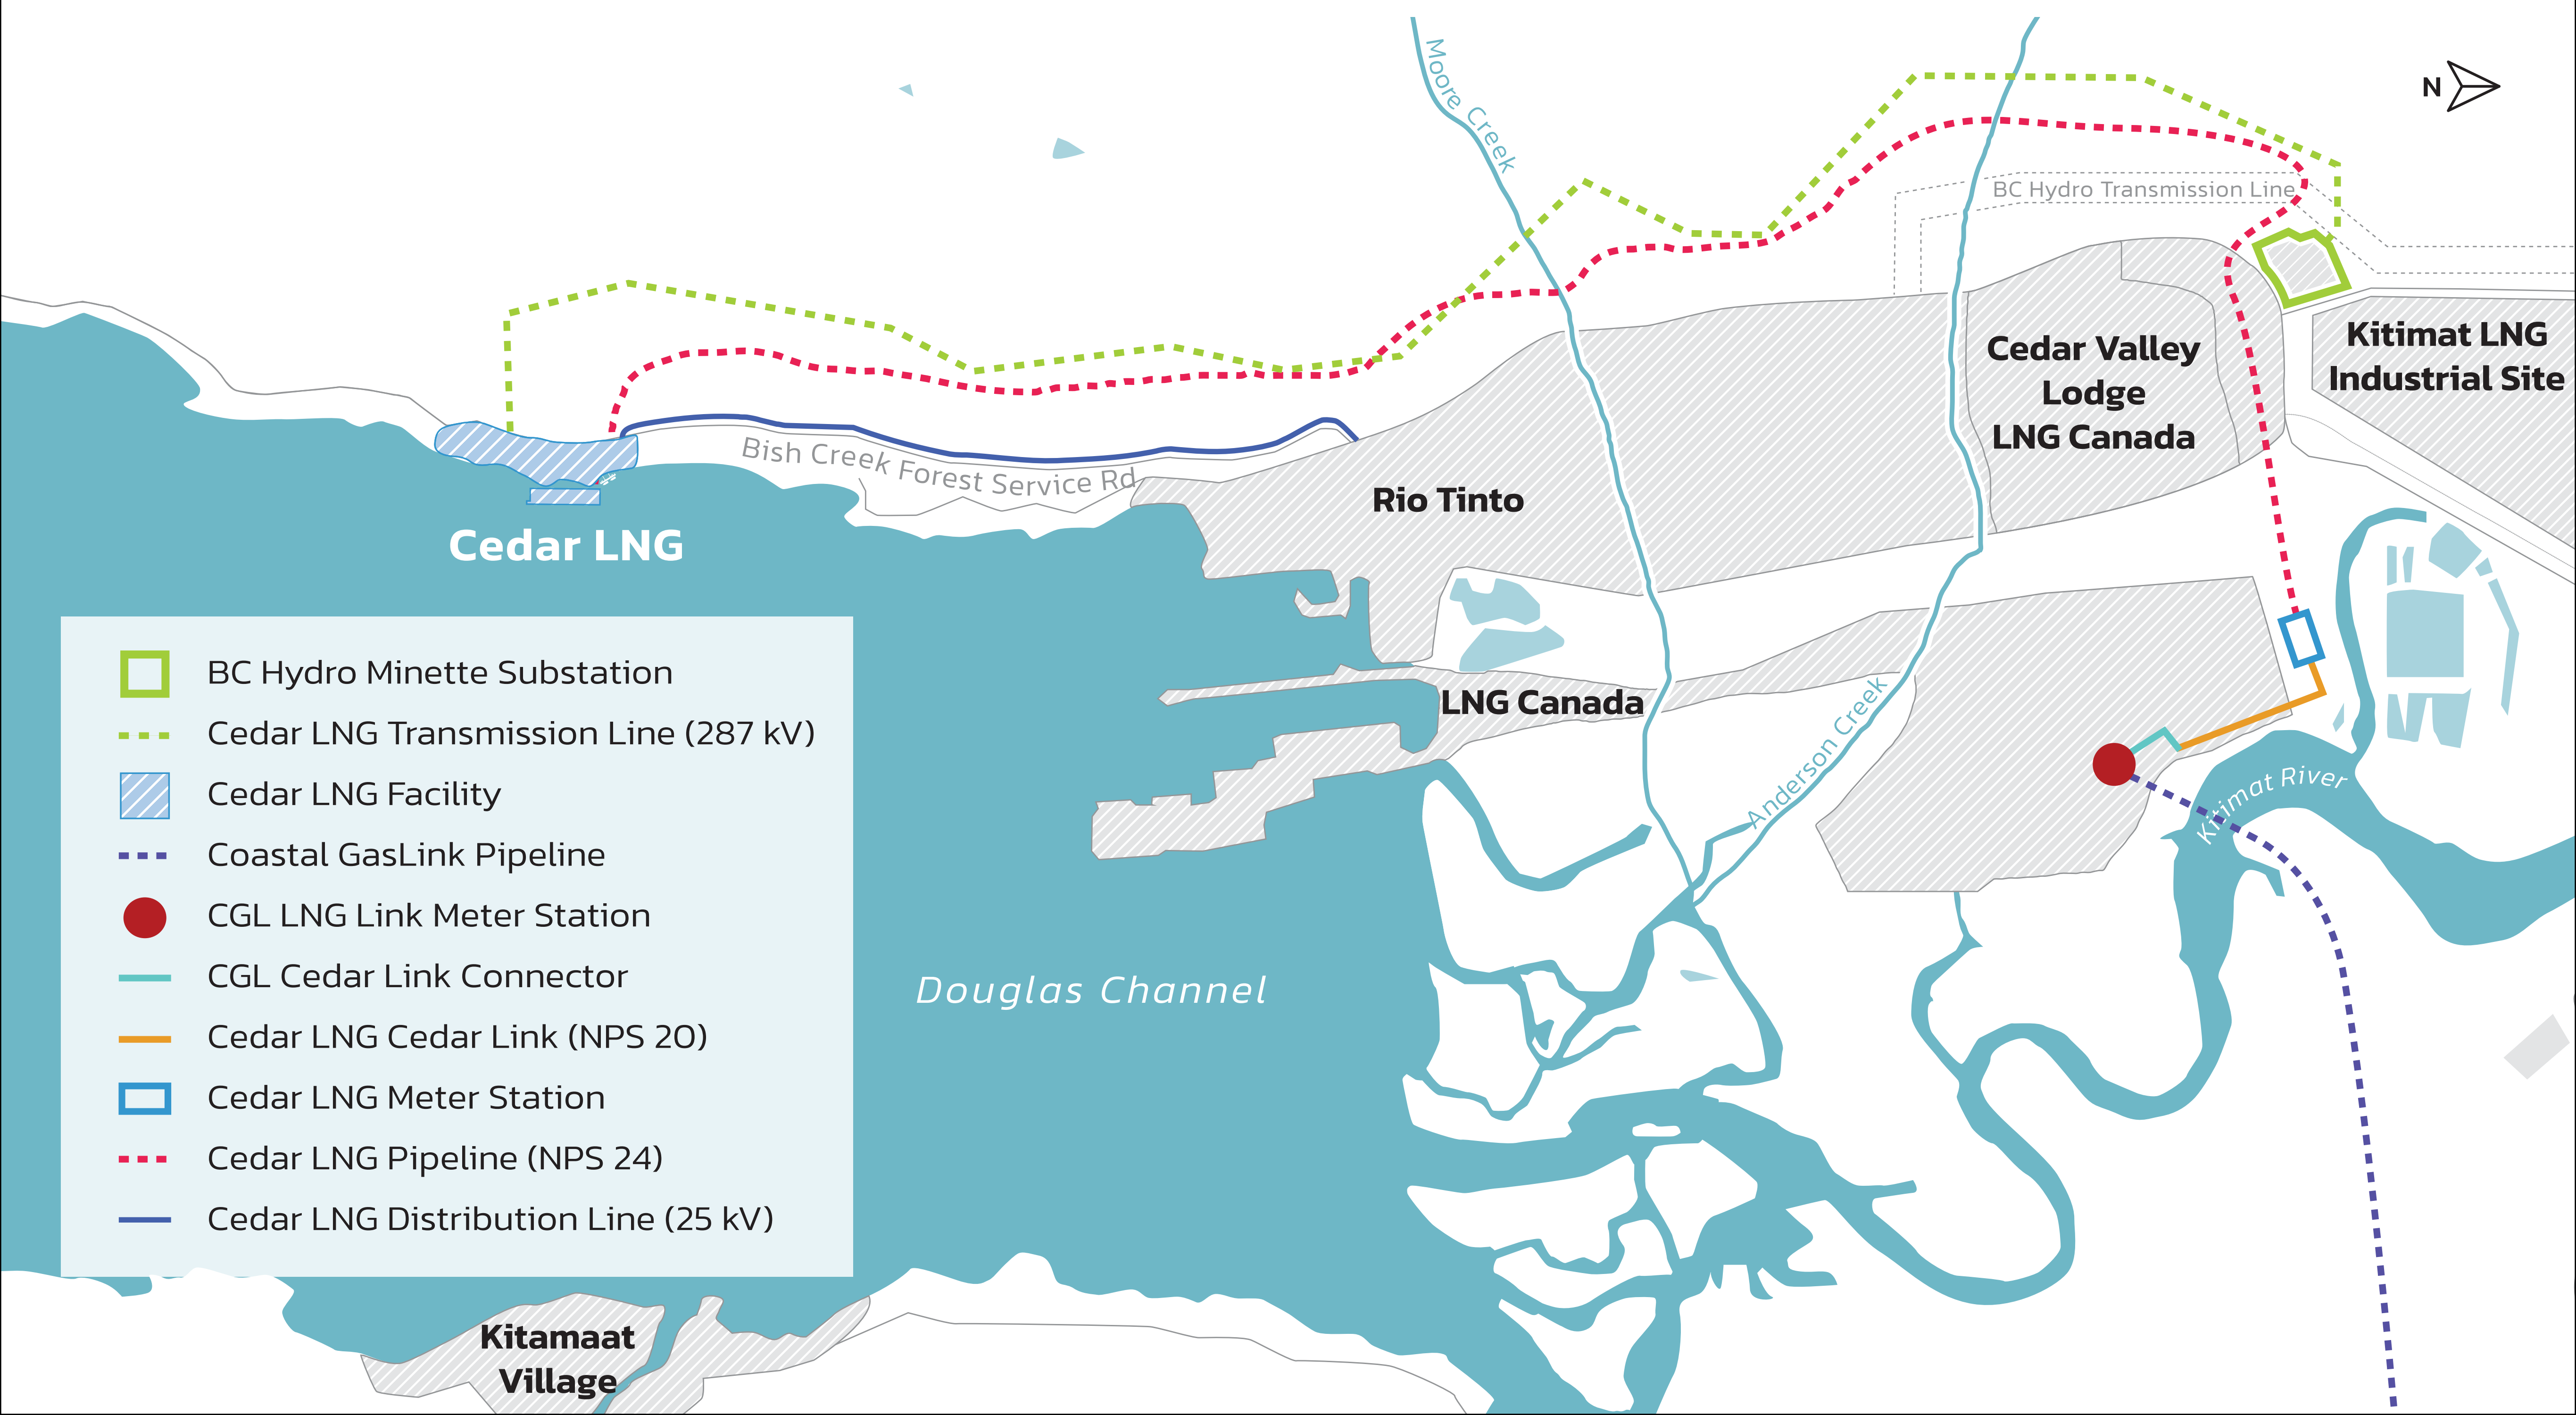 Moore Creek
N
BC Hydro Transmission Line
Kitimat LNG
Industrial Site
Cedar Valley
Lodge
LNG Canada
Bish Creek Forest Service Rd
Rio Tinto
Cedar LNG
LNG Canada
Anderson Creek
Kitimat River
BC Hydro Minette Substation
Cedar LNG Transmission Line (287 kV)
Cedar LNG Facility
Coastal GasLink Pipeline
CGL LNG Link Meter Station
CGL Cedar Link Connector
Cedar LNG Cedar Link (NPS 20)
Cedar LNG Meter Station
Cedar LNG Pipeline (NPS 24)
Cedar LNG Distribution Line (25 kV)
Douglas Channel
Kitamaat
Village